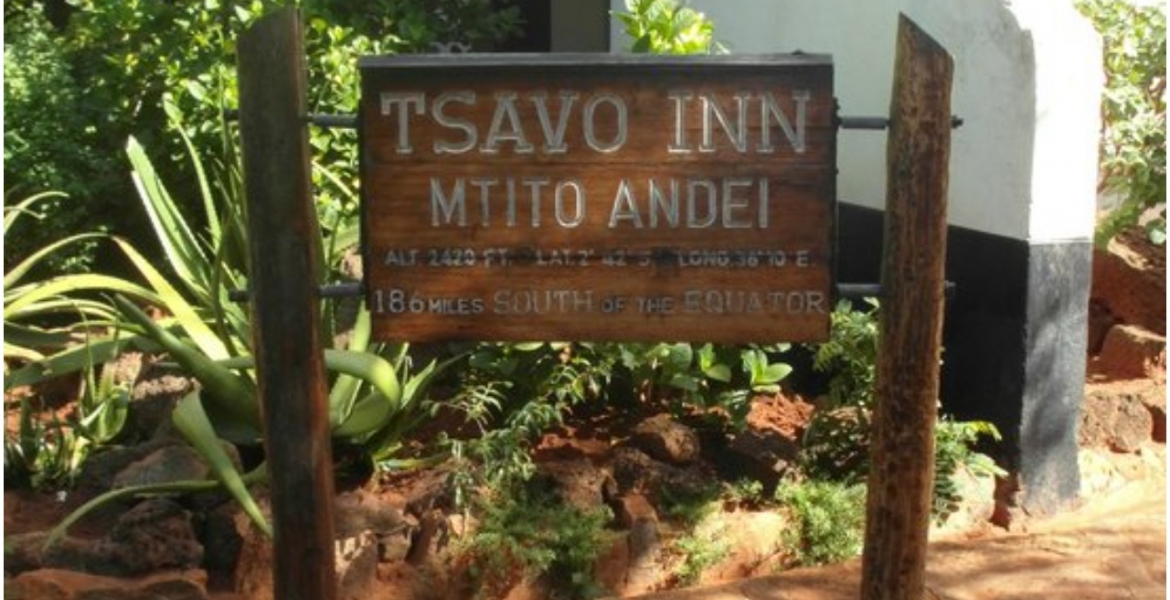 TSAVO INN
MTITO ANDEI
ALT 2420 FT. LAT. 2° 42' S LONG. 38°10 E
186 MILES SOUTH OF THE EQUATOR